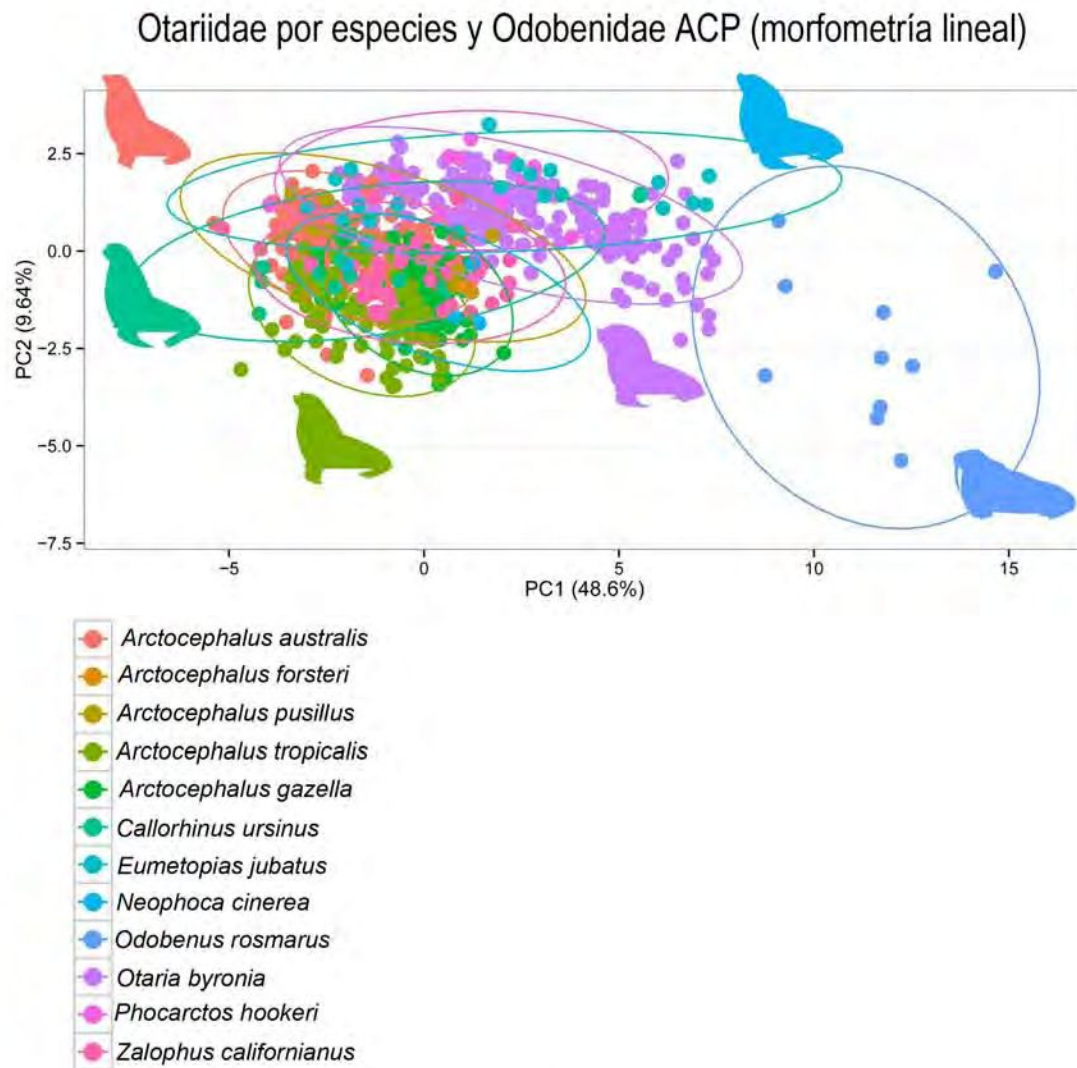 Otariidae por especies y Odobenidae ACP (morfometría lineal)
2.5
0.0
−2.5
−5.0
−7.5
PC2 (9.64%)
−5
0
5
10
15
PC1 (48.6%)
Arctocephalus australis
Arctocephalus forsteri
Arctocephalus pusillus
Arctocephalus tropicalis
Arctocephalus gazella
Callorhinus ursinus
Eumetopias jubatus
Neophoca cinerea
Odobenus rosmarus
Otaria byronia
Phocarctos hookeri
Zalophus californianus